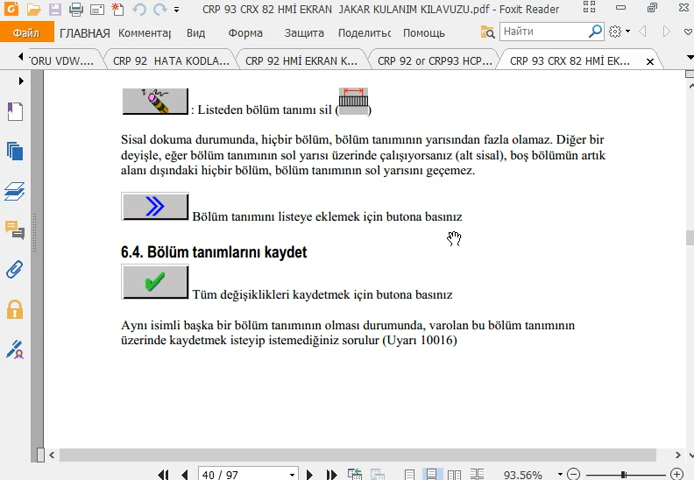 CRP 93 CRX 82 HMİ EKRAN JAKAR KULANIM KILAVUZU.pdf - Foxit Reader
Файл ГЛАВНАЯ Комментар Вид Форма Защита Поделитьс Помощь Найти
ORU VDW.... CRP 92 HATA KODLA... CRP 92 HMİ EKRAN K... CRP 92 or CRP93 HCP... CRP 93 CRX 82 HMİ EK...
: Listeden bölüm tanımı sil ( )
Sisal dokuma durumunda, hiçbir bölüm, bölüm tanımının yarısından fazla olamaz. Diğer bir
deyişle, eğer bölüm tanımının sol yarısı üzerinde çalışıyorsanız (alt sisal), boş bölümün artık
alanı dışındaki hiçbir bölüm, bölüm tanımının sol yarısını geçemez.
Bölüm tanımını listeye eklemek için butona basınız
6.4. Bölüm tanımlarını kaydet
Tüm değişiklikleri kaydetmek için butona basınız
Aynı isimli başka bir bölüm tanımının olması durumunda, varolan bu bölüm tanımının
üzerinde kaydetmek isteyip istemediğiniz sorulur (Uyarı 10016)
40 / 97 93.56%